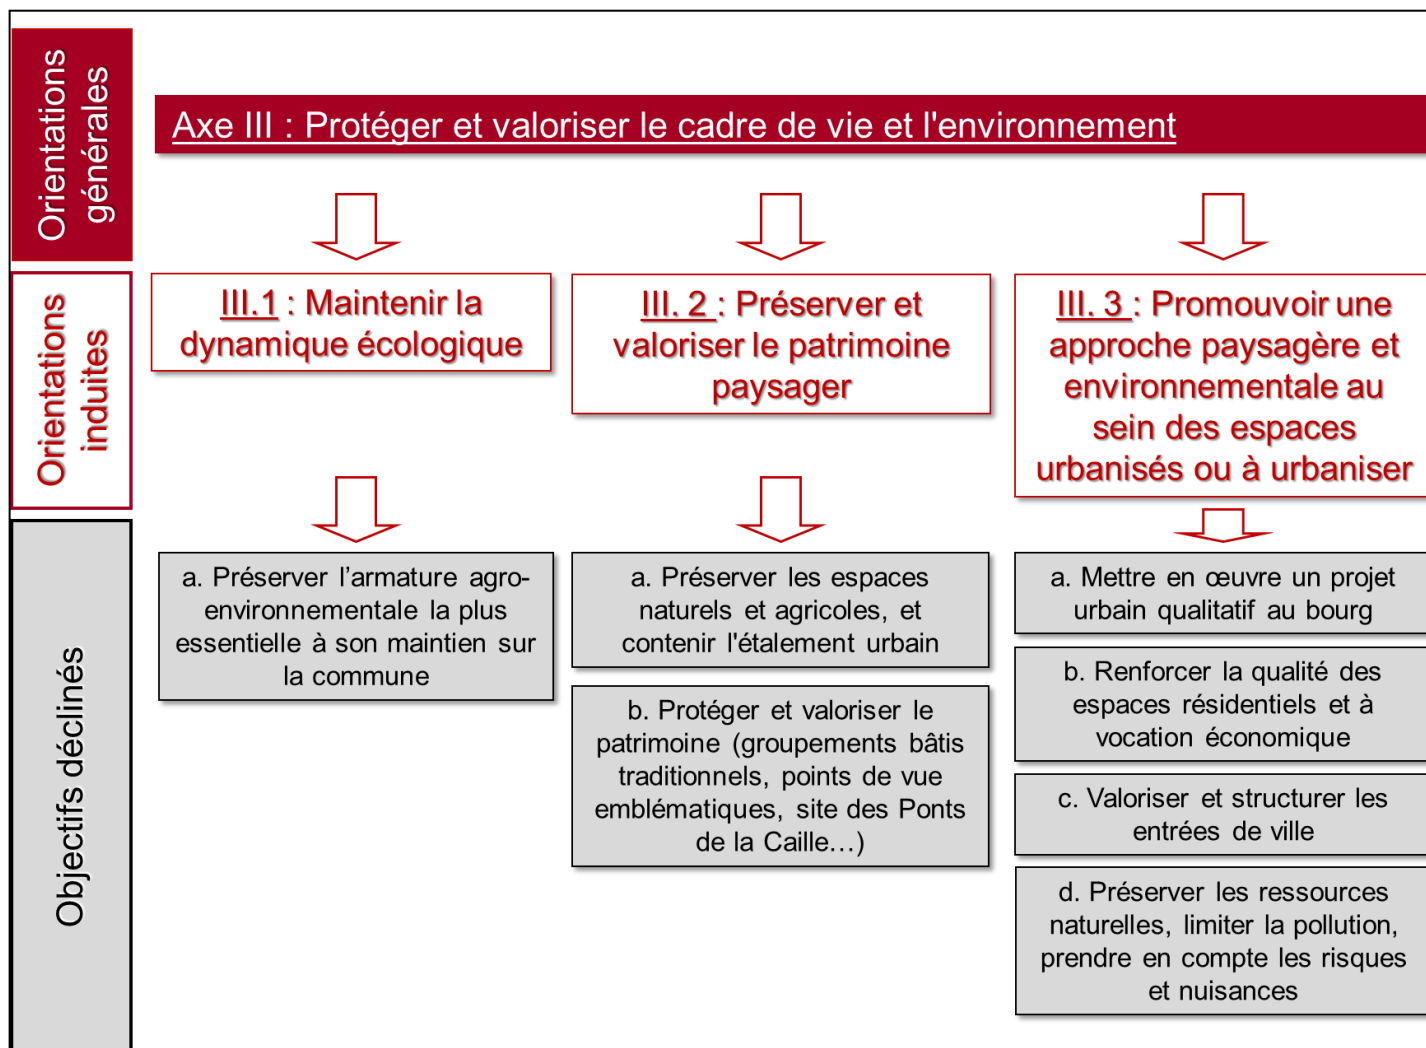 Orientations
générales
Axe III : Protéger et valoriser le cadre de vie et l'environnement
Orientations
induites
III.1 : Maintenir la
dynamique écologique
III. 2 : Préserver et
valoriser le patrimoine
paysager
III. 3 : Promouvoir une
approche paysagère et
environnementale au
sein des espaces
urbanisés ou à urbaniser
Objectifs déclinés
a. Préserver l’armature agro-
environnementale la plus
essentielle à son maintien sur
la commune
a. Préserver les espaces
naturels et agricoles, et
contenir l'étalement urbain
b. Protéger et valoriser le
patrimoine (groupements bâtis
traditionnels, points de vue
emblématiques, site des Ponts
de la Caille…)
a. Mettre en œuvre un projet
urbain qualitatif au bourg
b. Renforcer la qualité des
espaces résidentiels et à
vocation économique
c. Valoriser et structurer les
entrées de ville
d. Préserver les ressources
naturelles, limiter la pollution,
prendre en compte les risques
et nuisances